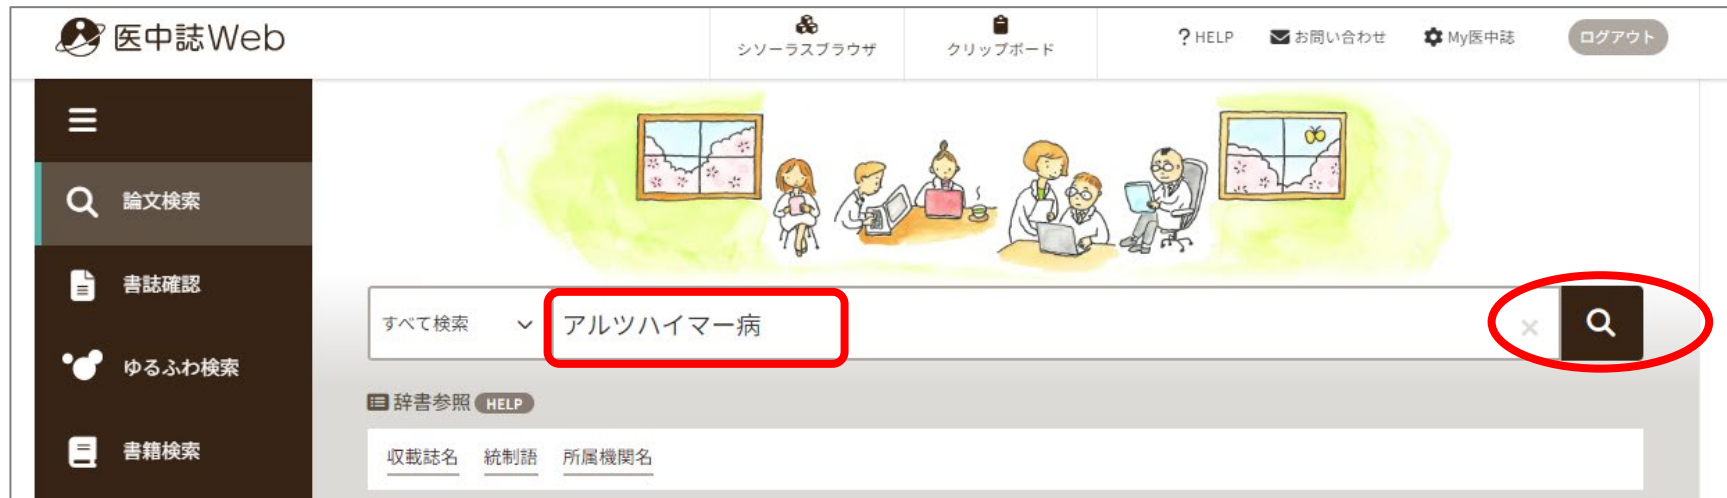 医中誌Web
シソーラスブラウザ
クリップボード
? HELP
お問い合わせ
My医中誌
ログアウト
論文検索
書誌確認
ゆるふわ検索
書籍検索
すべて検索
アルツハイマー病
辞書参照 HELP
収載誌名 統制語 所属機関名